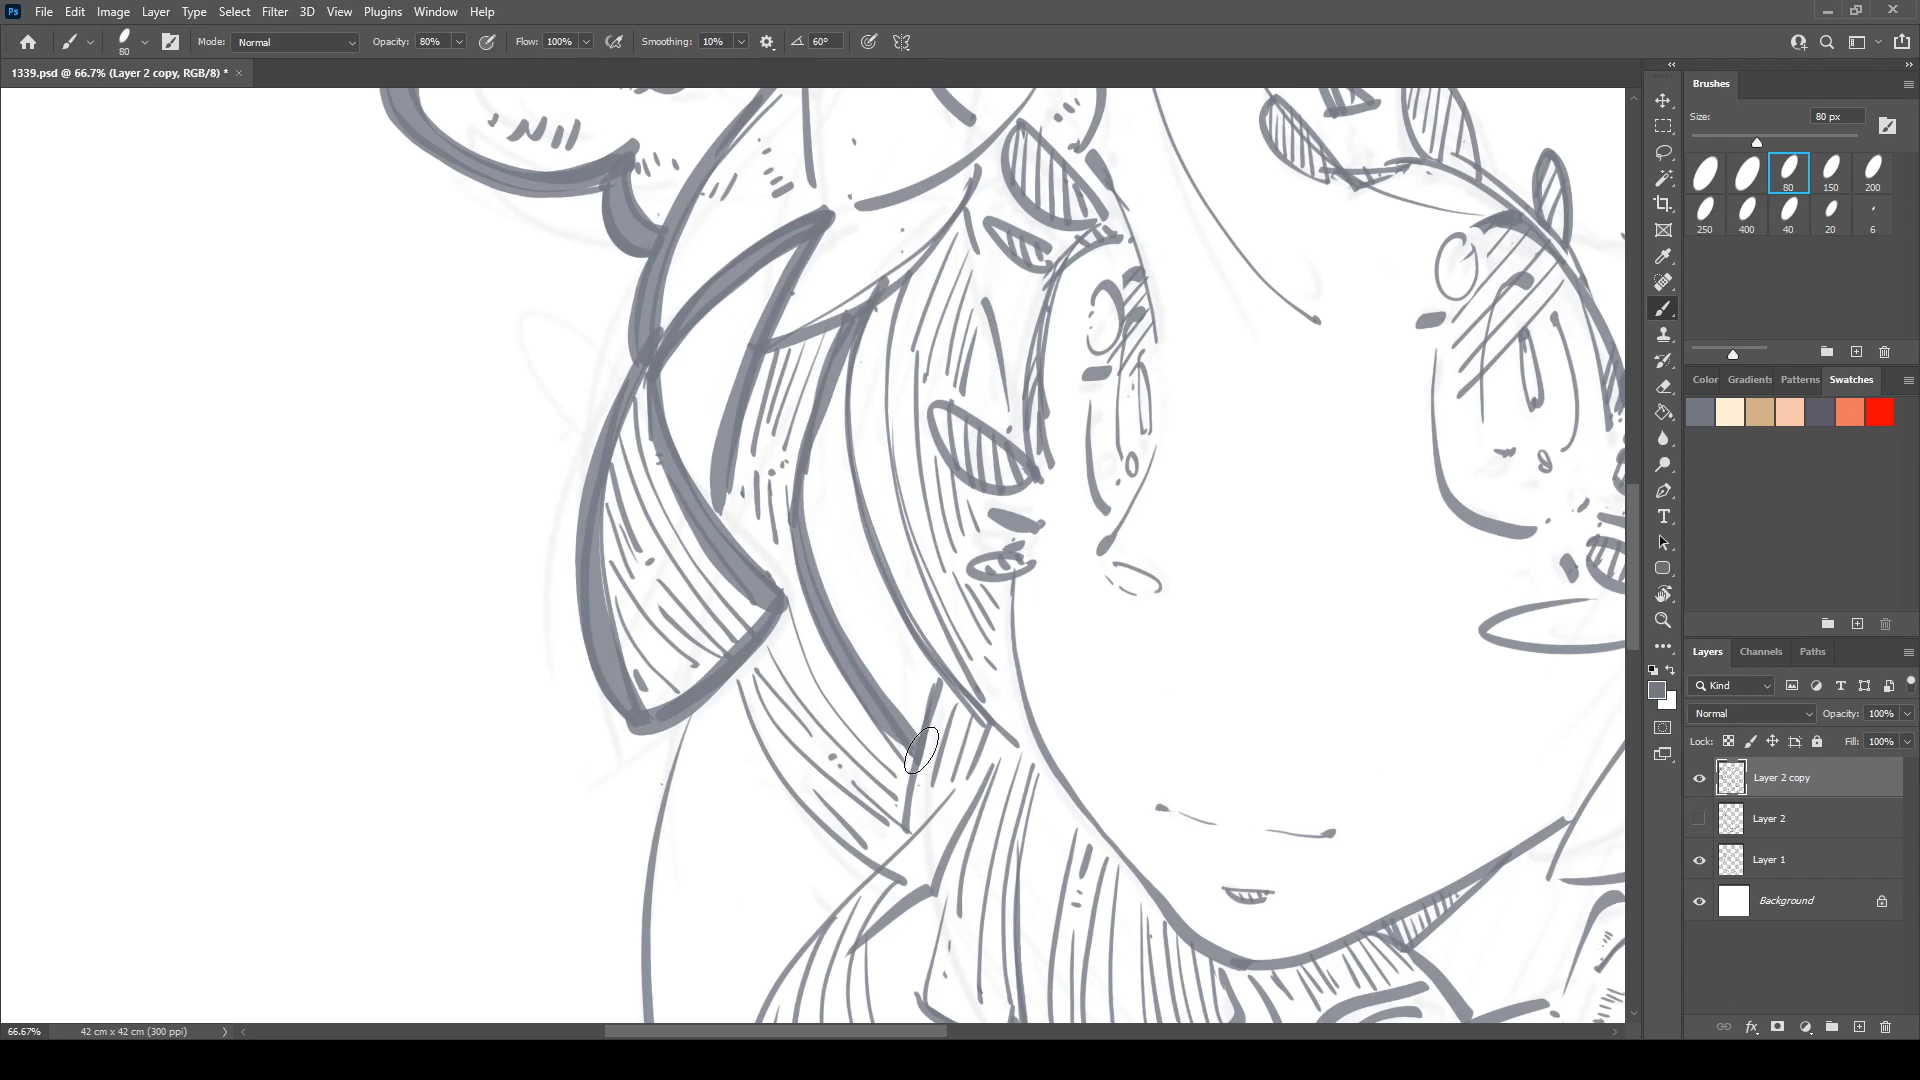 Ps File Edit Image Layer Type Select Filter 3D View Plugins Window Help
80 Mode: Normal Opacity: 80% Flow: 100% Smoothing: 10% 60°
1339.psd @ 66.7% (Layer 2 copy, RGB/8) * ×
Brushes
Size: 80 px
80 150 200
250 400 40 20 6
Color Gradients Patterns Swatches
T
Layers Channels Paths
Kind
Normal Opacity: 100%
Lock: Fill: 100%
Layer 2 copy
Layer 2
Layer 1
Background
66.67% 42 cm x 42 cm (300 ppi)
fx